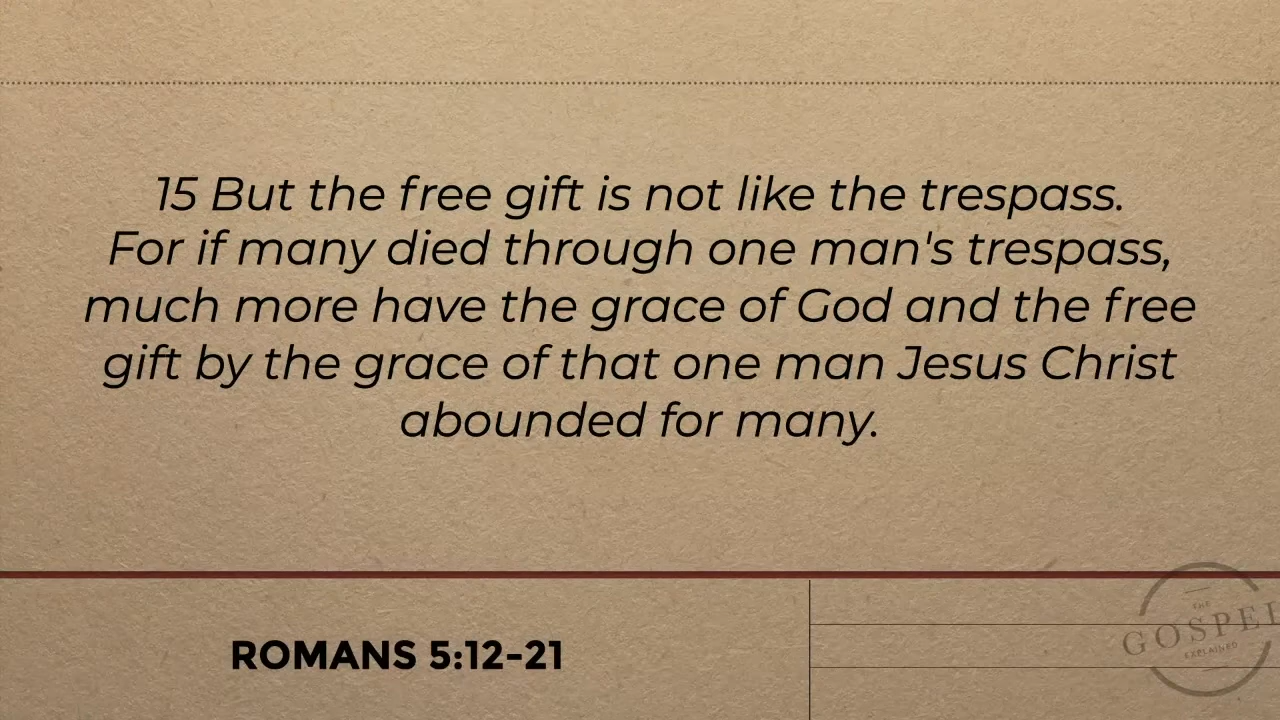 15 But the free gift is not like the trespass.
For if many died through one man's trespass,
much more have the grace of God and the free
gift by the grace of that one man Jesus Christ
abounded for many.
ROMANS 5:12-21
THE
GOSPEL
EXPLAINED